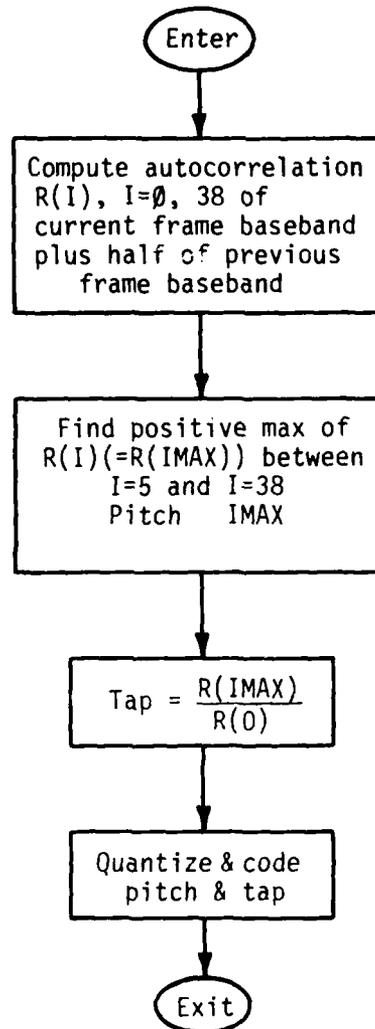 Enter
Compute autocorrelation
R(I), I=Ø, 38 of
current frame baseband
plus half of previous
frame baseband
Find positive max of
R(I)(=R(IMAX)) between
I=5 and I=38
Pitch IMAX
Tap = R(IMAX)
R(O)
Quantize & code
pitch & tap
Exit